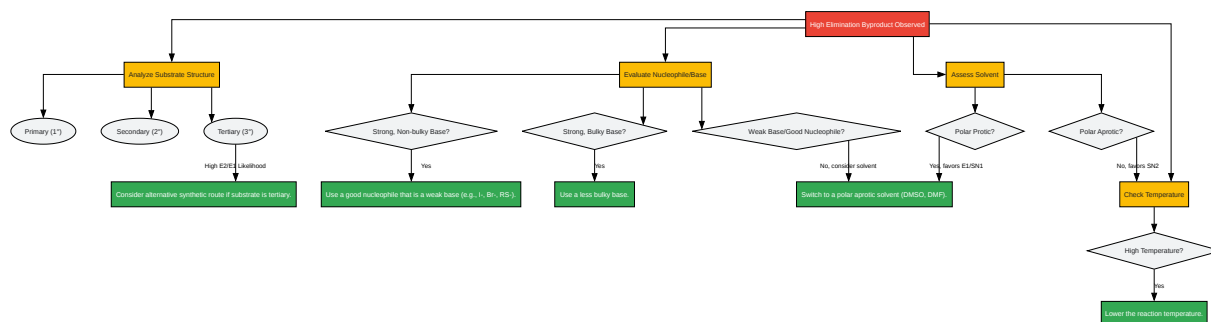 High Elimination Byproduct Observed
Analyze Substrate Structure
Evaluate Nucleophile/Base
Assess Solvent
Primary (1°)
Secondary (2°)
Tertiary (3°)
Strong, Non-bulky Base?
Strong, Bulky Base?
Weak Base/Good Nucleophile?
Polar Protic?
Polar Aprotic?
High E2/E1 Likelihood
Yes
Yes
No, consider solvent
Yes, favors E1/SN1
No, favors SN2
Consider alternative synthetic route if substrate is tertiary.
Use a good nucleophile that is a weak base (e.g., I-, Br-, RS-).
Use a less bulky base.
Switch to a polar aprotic solvent (DMSO, DMF).
Check Temperature
High Temperature?
Yes
Lower the reaction temperature.